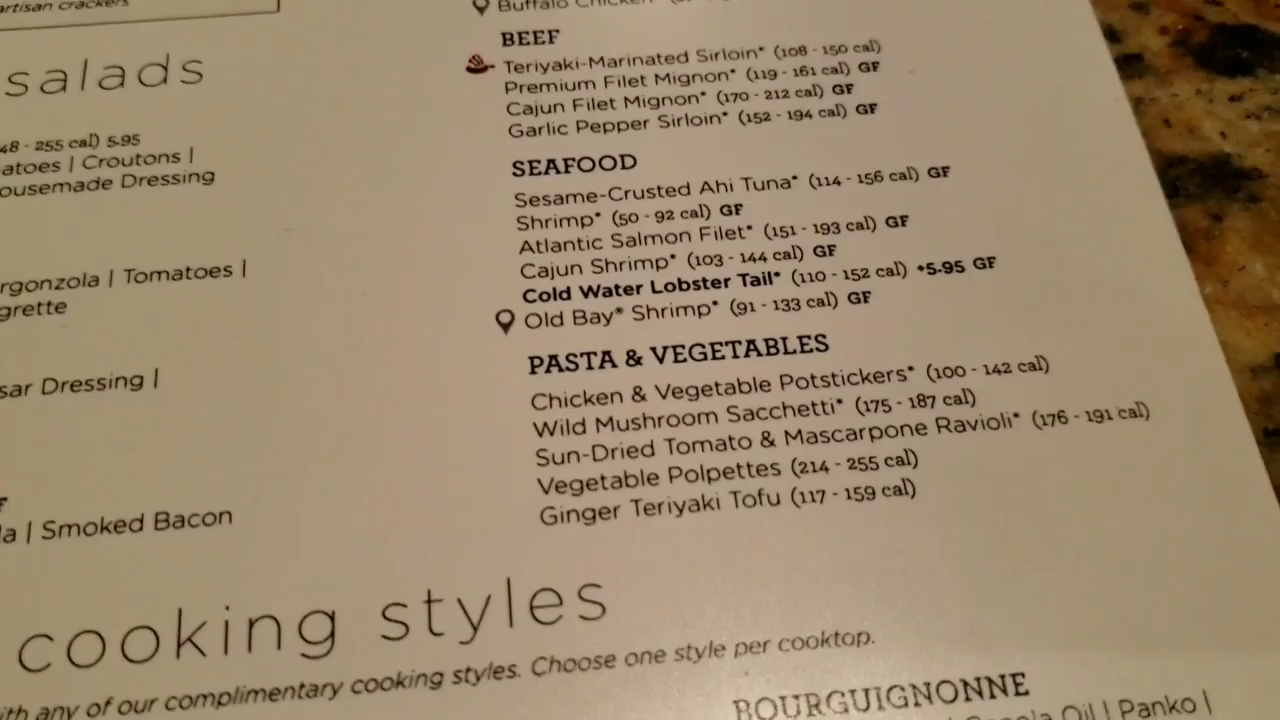 artisan crackers
salads
48 - 255 cal) 5.95
atoes | Croutons |
ousemade Dressing
rgonzola | Tomatoes |
grette
sar Dressing |
F
la | Smoked Bacon
Buffalo Chicken*
BEEF
Teriyaki-Marinated Sirloin* (108 - 150 cal)
Premium Filet Mignon* (119 - 161 cal) GF
Cajun Filet Mignon* (170 - 212 cal) GF
Garlic Pepper Sirloin* (152 - 194 cal) GF
SEAFOOD
Sesame-Crusted Ahi Tuna* (114 - 156 cal) GF
Shrimp* (50 - 92 cal) GF
Atlantic Salmon Filet* (151 - 193 cal) GF
Cajun Shrimp* (103 - 144 cal) GF
Cold Water Lobster Tail* (110 - 152 cal) +5.95 GF
Old Bay® Shrimp* (91 - 133 cal) GF
PASTA & VEGETABLES
Chicken & Vegetable Potstickers* (100 - 142 cal)
Wild Mushroom Sacchetti* (175 - 187 cal)
Sun-Dried Tomato & Mascarpone Ravioli* (176 - 191 cal)
Vegetable Polpettes (214 - 255 cal)
Ginger Teriyaki Tofu (117 - 159 cal)
cooking styles
ith any of our complimentary cooking styles. Choose one style per cooktop.
BOURGUIGNONNE
Oil | Panko |